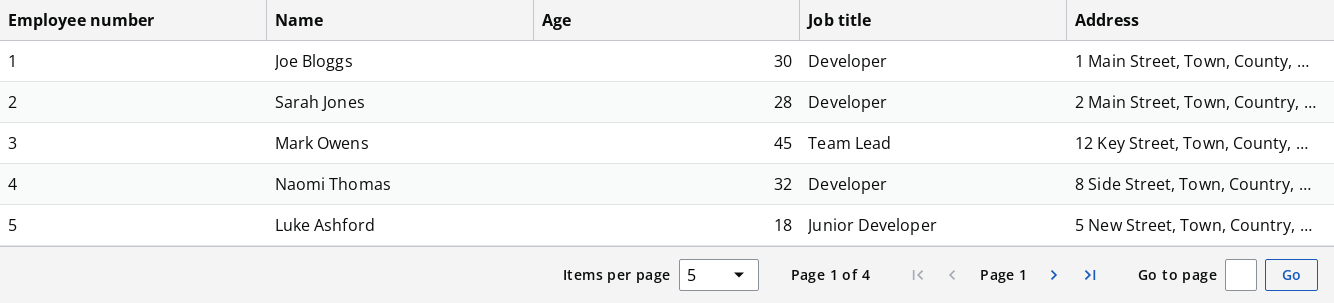 Employee number Name Age Job title Address
1 Joe Bloggs 30 Developer 1 Main Street, Town, County, ...
2 Sarah Jones 28 Developer 2 Main Street, Town, Country, ...
3 Mark Owens 45 Team Lead 12 Key Street, Town, County, ...
4 Naomi Thomas 32 Developer 8 Side Street, Town, Country, ...
5 Luke Ashford 18 Junior Developer 5 New Street, Town, Country, ...
Items per page 5 Page 1 of 4 Page 1 Go to page Go